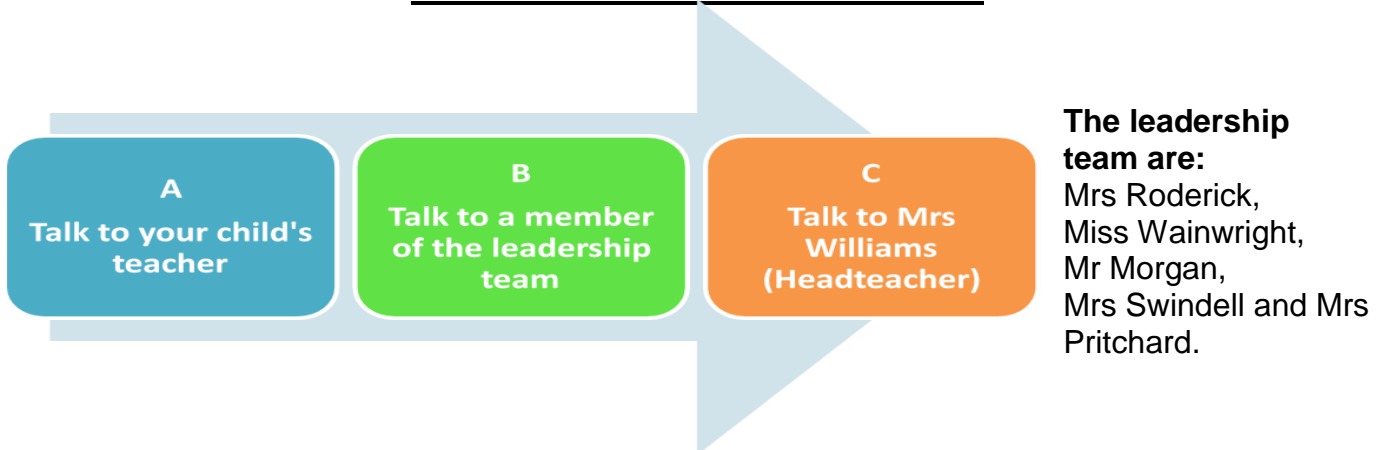 A
Talk to your child's
teacher
B
Talk to a member
of the leadership
team
C
Talk to Mrs
Williams
(Headteacher)
The leadership
team are:
Mrs Roderick,
Miss Wainwright,
Mr Morgan,
Mrs Swindell and Mrs
Pritchard.